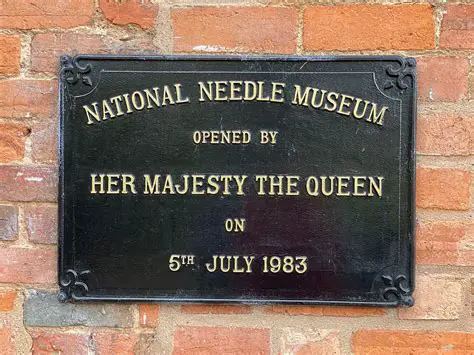 NATIONAL NEEDLE MUSEUM
OPENED BY
HER MAJESTY THE QUEEN
ON
5TH JULY 1983